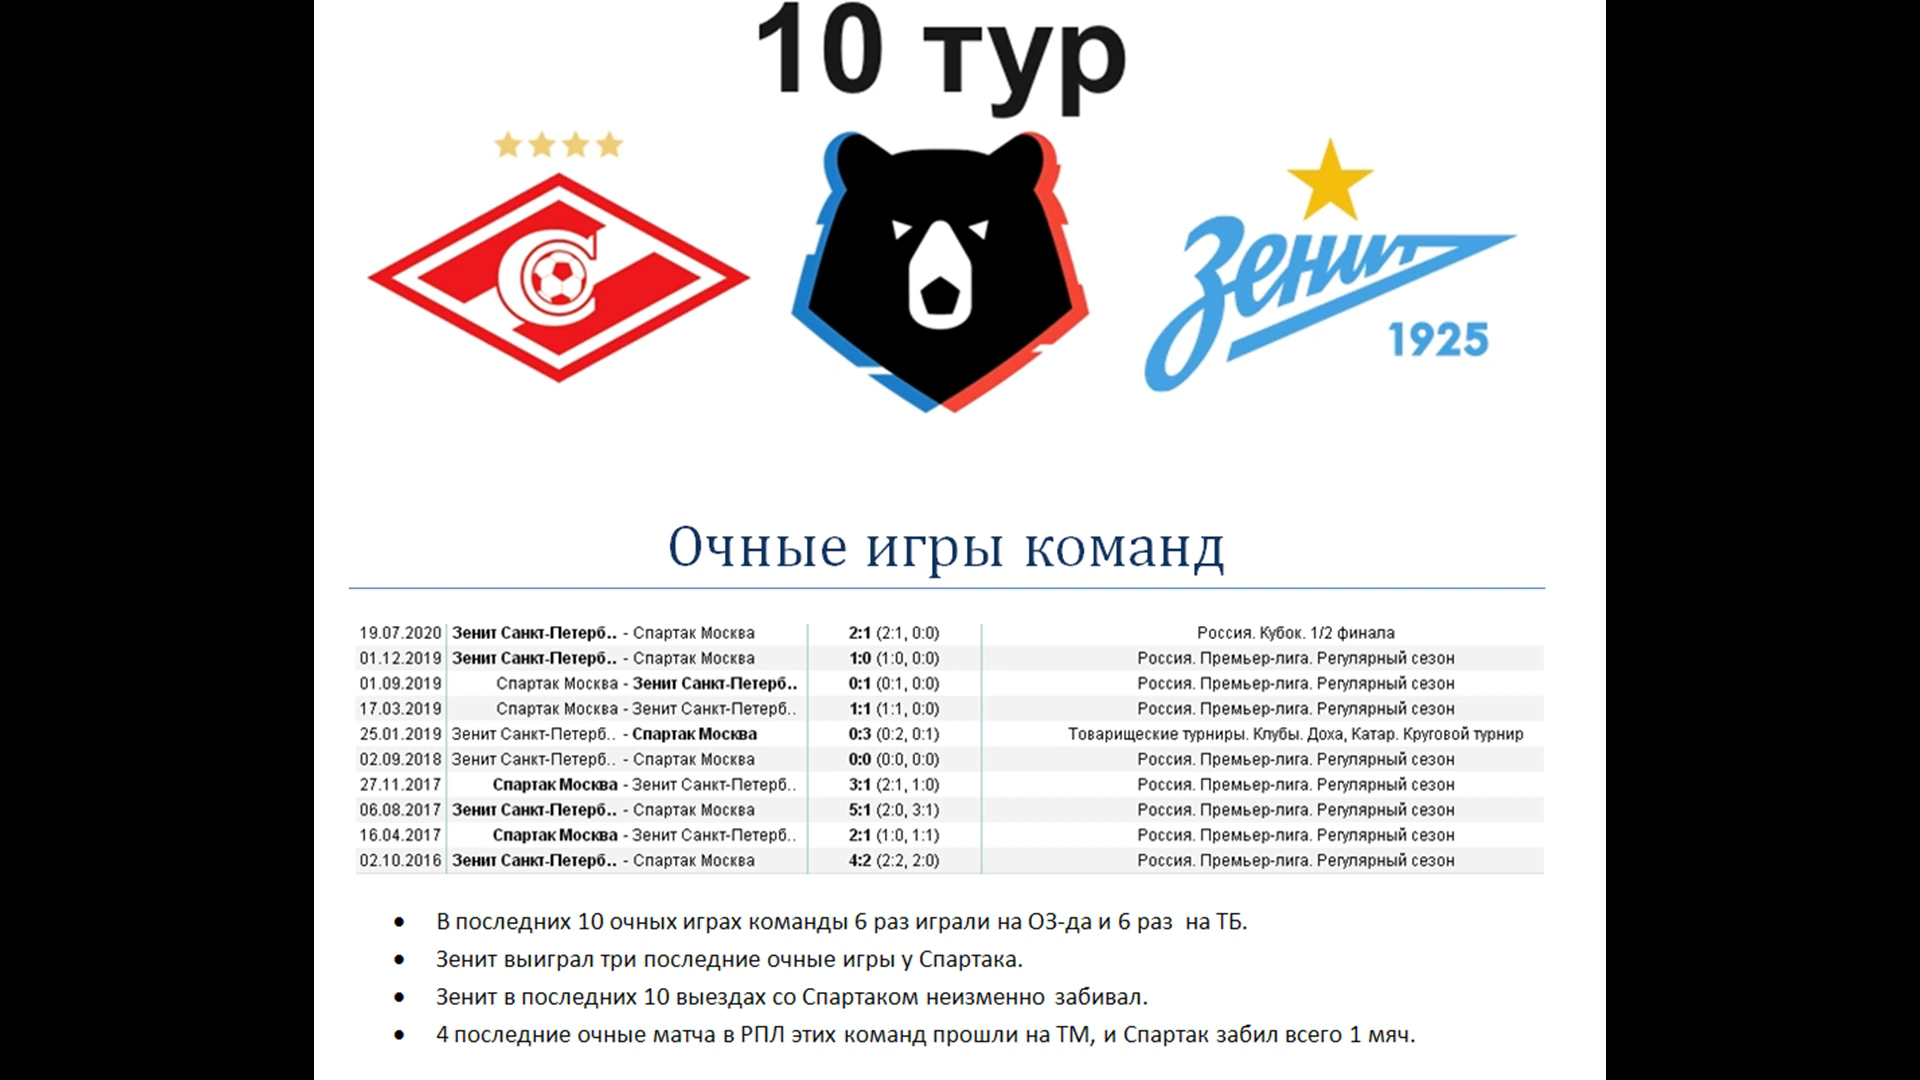 10 тур
Зенит
1925
Очные игры команд
19.07.2020 Зенит Санкт-Петерб.. - Спартак Москва 2:1 (2:1, 0:0) Россия. Кубок. 1/2 финала
01.12.2019 Зенит Санкт-Петерб.. - Спартак Москва 1:0 (1:0, 0:0) Россия. Премьер-лига. Регулярный сезон
01.09.2019 Спартак Москва - Зенит Санкт-Петерб.. 0:1 (0:1, 0:0) Россия. Премьер-лига. Регулярный сезон
17.03.2019 Спартак Москва - Зенит Санкт-Петерб.. 1:1 (1:1, 0:0) Россия. Премьер-лига. Регулярный сезон
25.01.2019 Зенит Санкт-Петерб.. - Спартак Москва 0:3 (0:2, 0:1) Товарищеские турниры. Клубы. Доха, Катар. Круговой турнир
02.09.2018 Зенит Санкт-Петерб.. - Спартак Москва 0:0 (0:0, 0:0) Россия. Премьер-лига. Регулярный сезон
27.11.2017 Спартак Москва - Зенит Санкт-Петерб.. 3:1 (2:1, 1:0) Россия. Премьер-лига. Регулярный сезон
06.08.2017 Зенит Санкт-Петерб.. - Спартак Москва 5:1 (2:0, 3:1) Россия. Премьер-лига. Регулярный сезон
16.04.2017 Спартак Москва - Зенит Санкт-Петерб.. 2:1 (1:0, 1:1) Россия. Премьер-лига. Регулярный сезон
02.10.2016 Зенит Санкт-Петерб.. - Спартак Москва 4:2 (2:2, 2:0) Россия. Премьер-лига. Регулярный сезон
• В последних 10 очных играх команды 6 раз играли на ОЗ-да и 6 раз на ТБ.
• Зенит выиграл три последние очные игры у Спартака.
• Зенит в последних 10 выездах со Спартаком неизменно забивал.
• 4 последние очные матча в РПЛ этих команд прошли на ТМ, и Спартак забил всего 1 мяч.